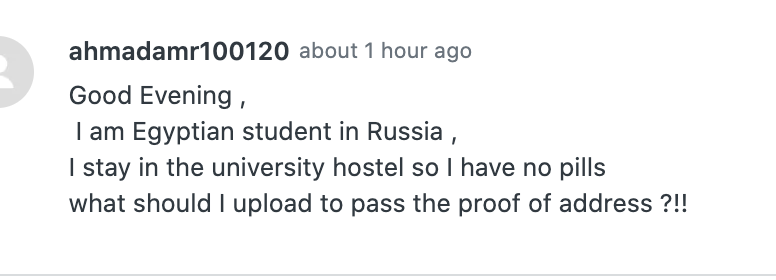 ahmadamr100120 about 1 hour ago
Good Evening ,
I am Egyptian student in Russia ,
I stay in the university hostel so I have no pills
what should I upload to pass the proof of address ?!!